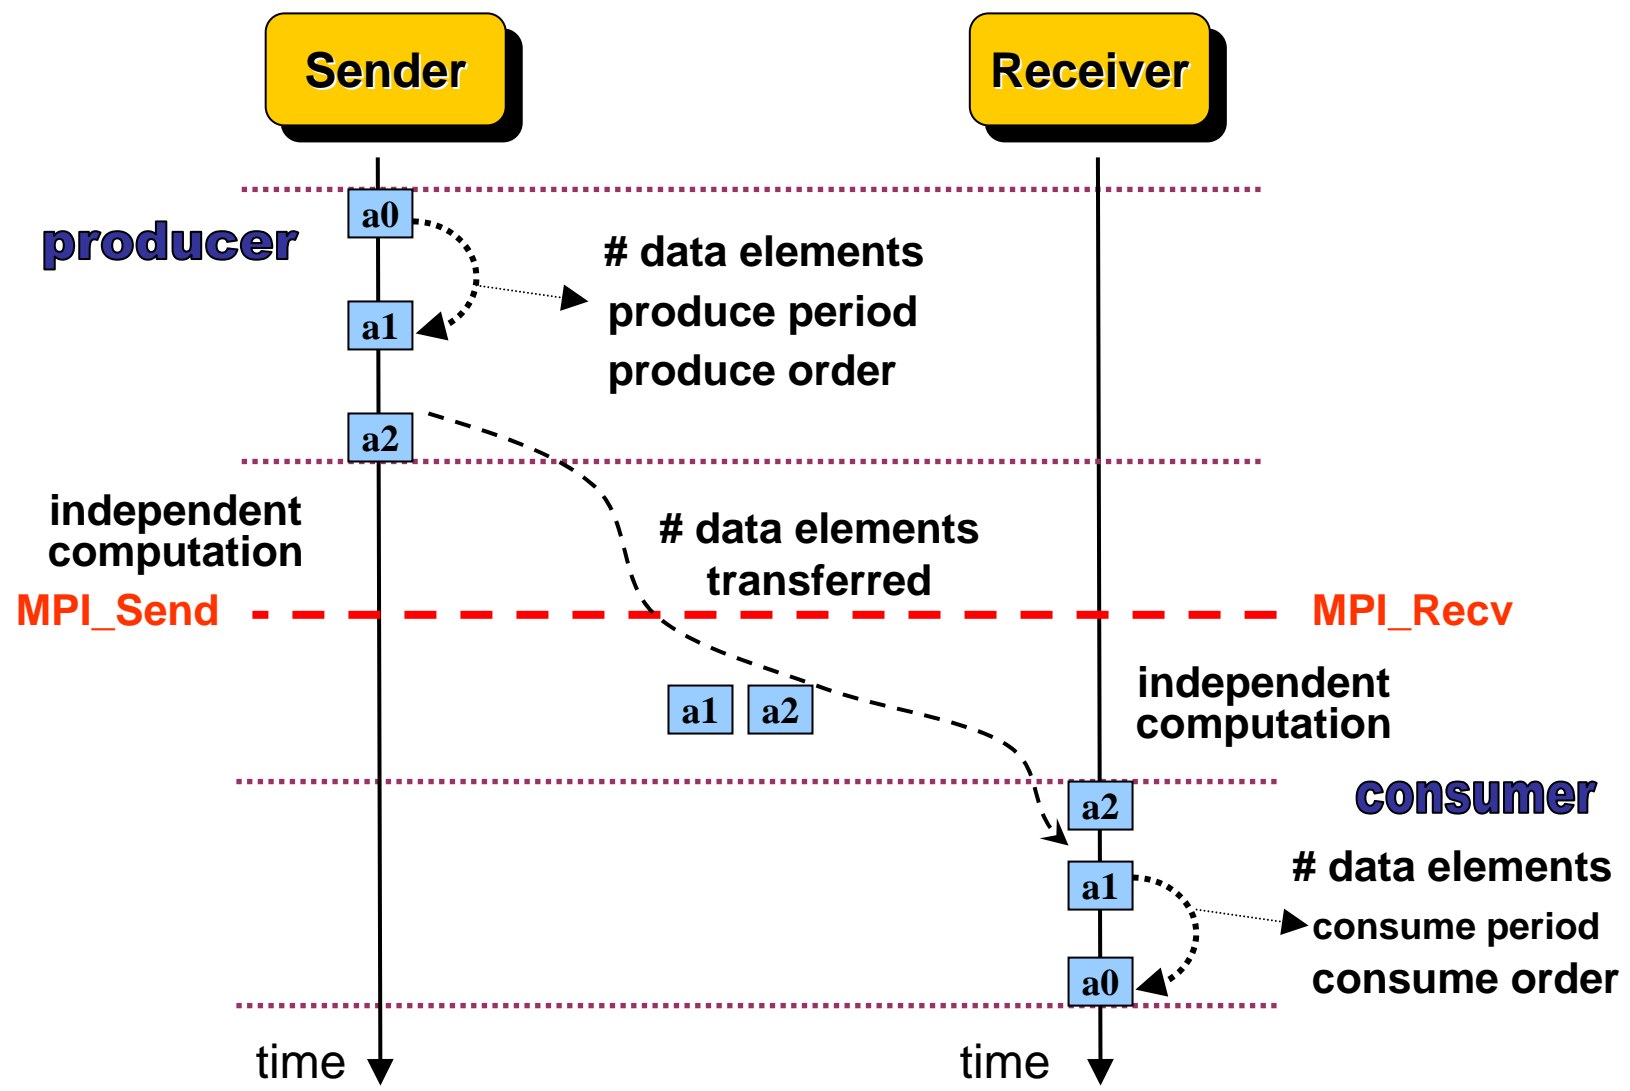 Sender
Receiver
a0
producer
# data elements
produce period
produce order
a1
a2
independent
computation
# data elements
transferred
MPI_Send
MPI_Recv
a1 a2
independent
computation
a2
consumer
# data elements
a1
consume period
consume order
a0
time
time